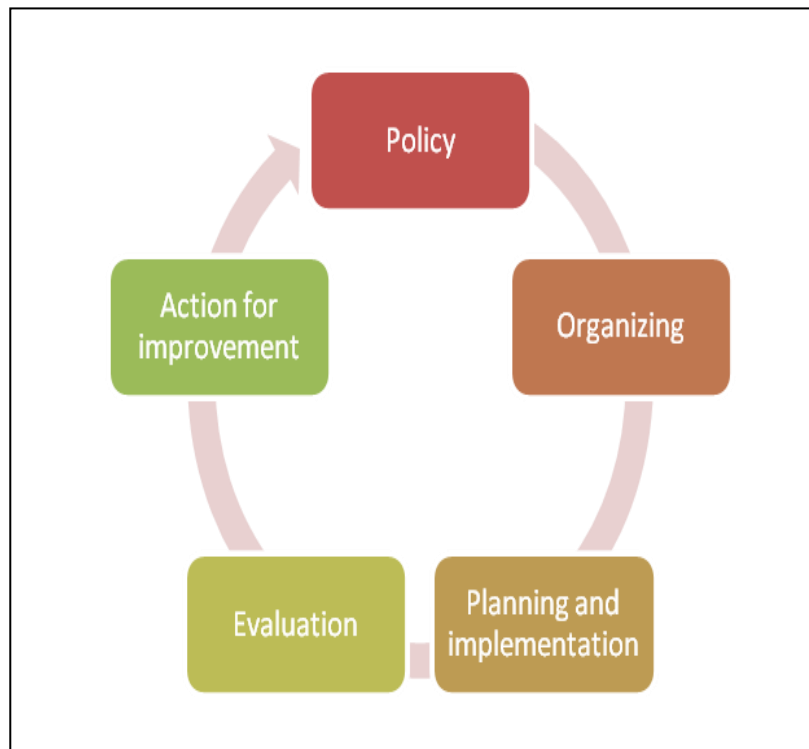 Policy
Organizing
Planning and
implementation
Evaluation
Action for
improvement